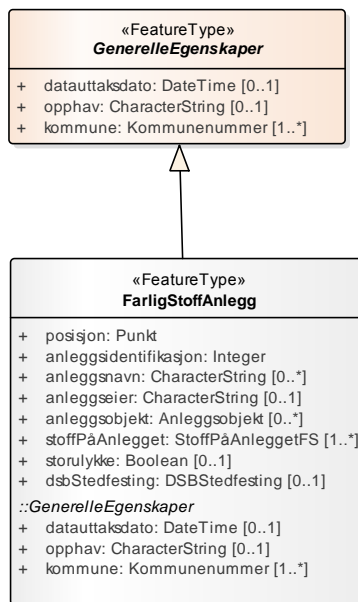 «FeatureType»
GenerelleEgenskaper
+ datauttaksdato: DateTime [0..1]
+ opphav: CharacterString [0..1]
+ kommune: Kommunenummer [1..*]
«FeatureType»
FarligStoffAnlegg
+ posisjon: Punkt
+ anleggsidentifikasjon: Integer
+ anleggsnavn: CharacterString [0..*]
+ anleggseier: CharacterString [0..1]
+ anleggsobjekt: Anleggsobjekt [0..*]
+ stoffPåAnlegget: StoffPåAnleggetFS [1..*]
+ storulykke: Boolean [0..1]
+ dsbStedfesting: DSBStedfesting [0..1]
::GenerelleEgenskaper
+ datauttaksdato: DateTime [0..1]
+ opphav: CharacterString [0..1]
+ kommune: Kommunenummer [1..*]